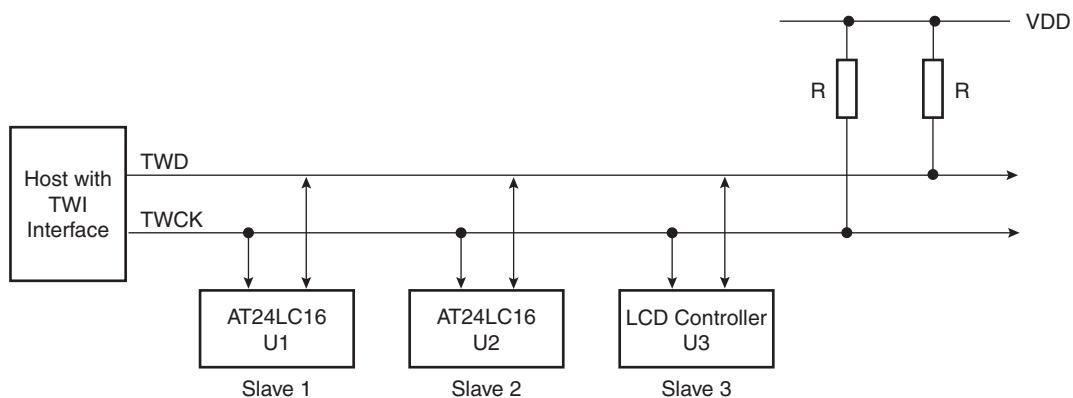 VDD
R
R
Host with
TWI
Interface
TWD
TWCK
AT24LC16
U1
Slave 1
AT24LC16
U2
Slave 2
LCD Controller
U3
Slave 3